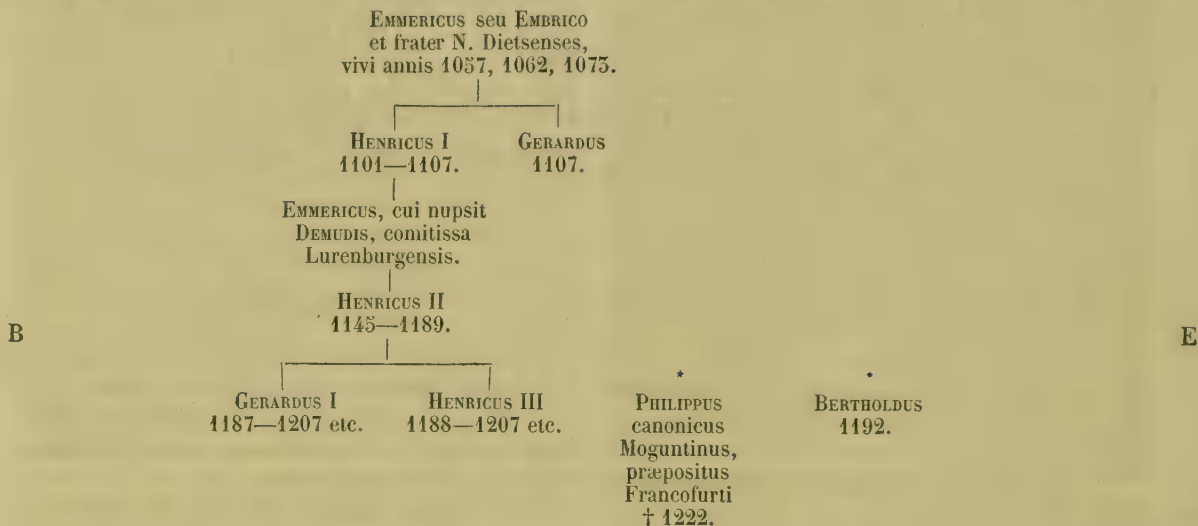 Emmericus seu Embrico
et frater N. Dietsenses,
vivi annis 1057, 1062, 1073.
Henricus I
1101—1107.
Gerardus
1107.
Emmericus, cui nupsit
Demudis, comitissa
Lurenburgensis.
Henricus II
1145—1189.
B
E
Gerardus I
1187—1207 etc.
Henricus III
1188—1207 etc.
*
Philippus
canonicus
Moguntinus,
præpositus
Francofurti
† 1222.
*
Bertholdus
1192.